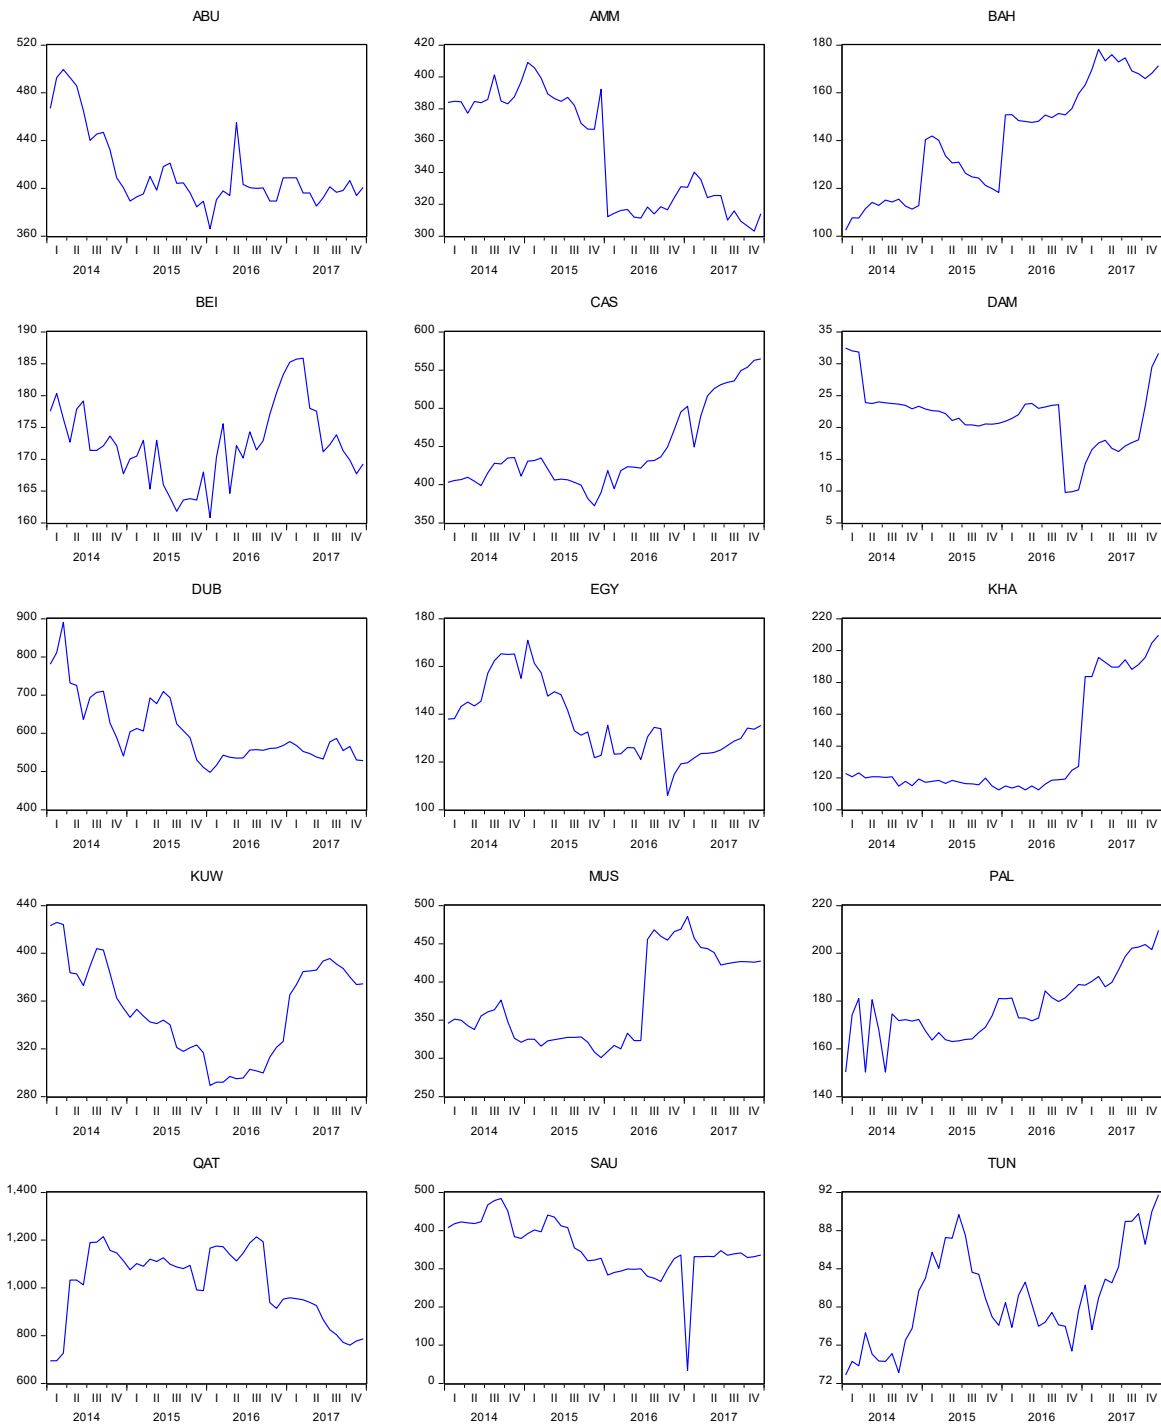 ABU AMM BAH
520 420 180
480 400 160
440 380 140
400 360 120
360 340 100
320
300
I II III IV I II III IV I II III IV I II III IV I II III IV I II III IV I II III IV I II III IV I II III IV I II III IV I II III IV I II III IV
2014 2015 2016 2017 2014 2015 2016 2017 2014 2015 2016 2017
BEI CAS DAM
190 600 35
185 550 30
180 500 25
175 450 20
170 400 15
165 350 10
160 5
I II III IV I II III IV I II III IV I II III IV I II III IV I II III IV I II III IV I II III IV I II III IV I II III IV I II III IV I II III IV
2014 2015 2016 2017 2014 2015 2016 2017 2014 2015 2016 2017
DUB EGY KHA
900 180 220
800 160 200
700 140 180
600 120 160
500 100 140
400 120
100
I II III IV I II III IV I II III IV I II III IV I II III IV I II III IV I II III IV I II III IV I II III IV I II III IV I II III IV I II III IV
2014 2015 2016 2017 2014 2015 2016 2017 2014 2015 2016 2017
KUW MUS PAL
440 500 220
400 450 200
360 400 180
320 350 160
280 300 140
250
I II III IV I II III IV I II III IV I II III IV I II III IV I II III IV I II III IV I II III IV I II III IV I II III IV I II III IV I II III IV
2014 2015 2016 2017 2014 2015 2016 2017 2014 2015 2016 2017
QAT SAU TUN
1,400 500 92
1,200 400 88
1,000 300 84
800 200 80
600 100 76
0 72
I II III IV I II III IV I II III IV I II III IV I II III IV I II III IV I II III IV I II III IV I II III IV I II III IV I II III IV I II III IV
2014 2015 2016 2017 2014 2015 2016 2017 2014 2015 2016 2017